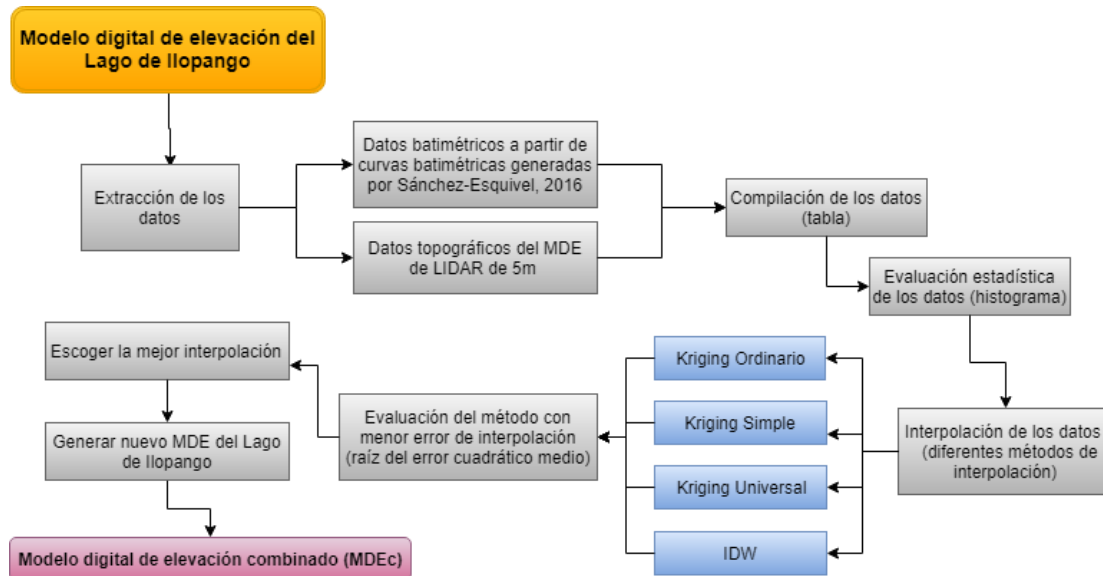 Modelo digital de elevación del
Lago de Ilopango
Extracción de los
datos
Datos batimétricos a partir de
curvas batimétricas generadas
por Sánchez-Esquivel, 2016
Datos topográficos del MDE
de LIDAR de 5m
Compilación de los datos
(tabla)
Evaluación estadística
de los datos (histograma)
Interpolación de los datos
(diferentes métodos de
interpolación)
Kriging Ordinario
Kriging Simple
Kriging Universal
IDW
Evaluación del método con
menor error de interpolación
(raíz del error cuadrático medio)
Escoger la mejor interpolación
Generar nuevo MDE del Lago
de Ilopango
Modelo digital de elevación combinado (MDEc)